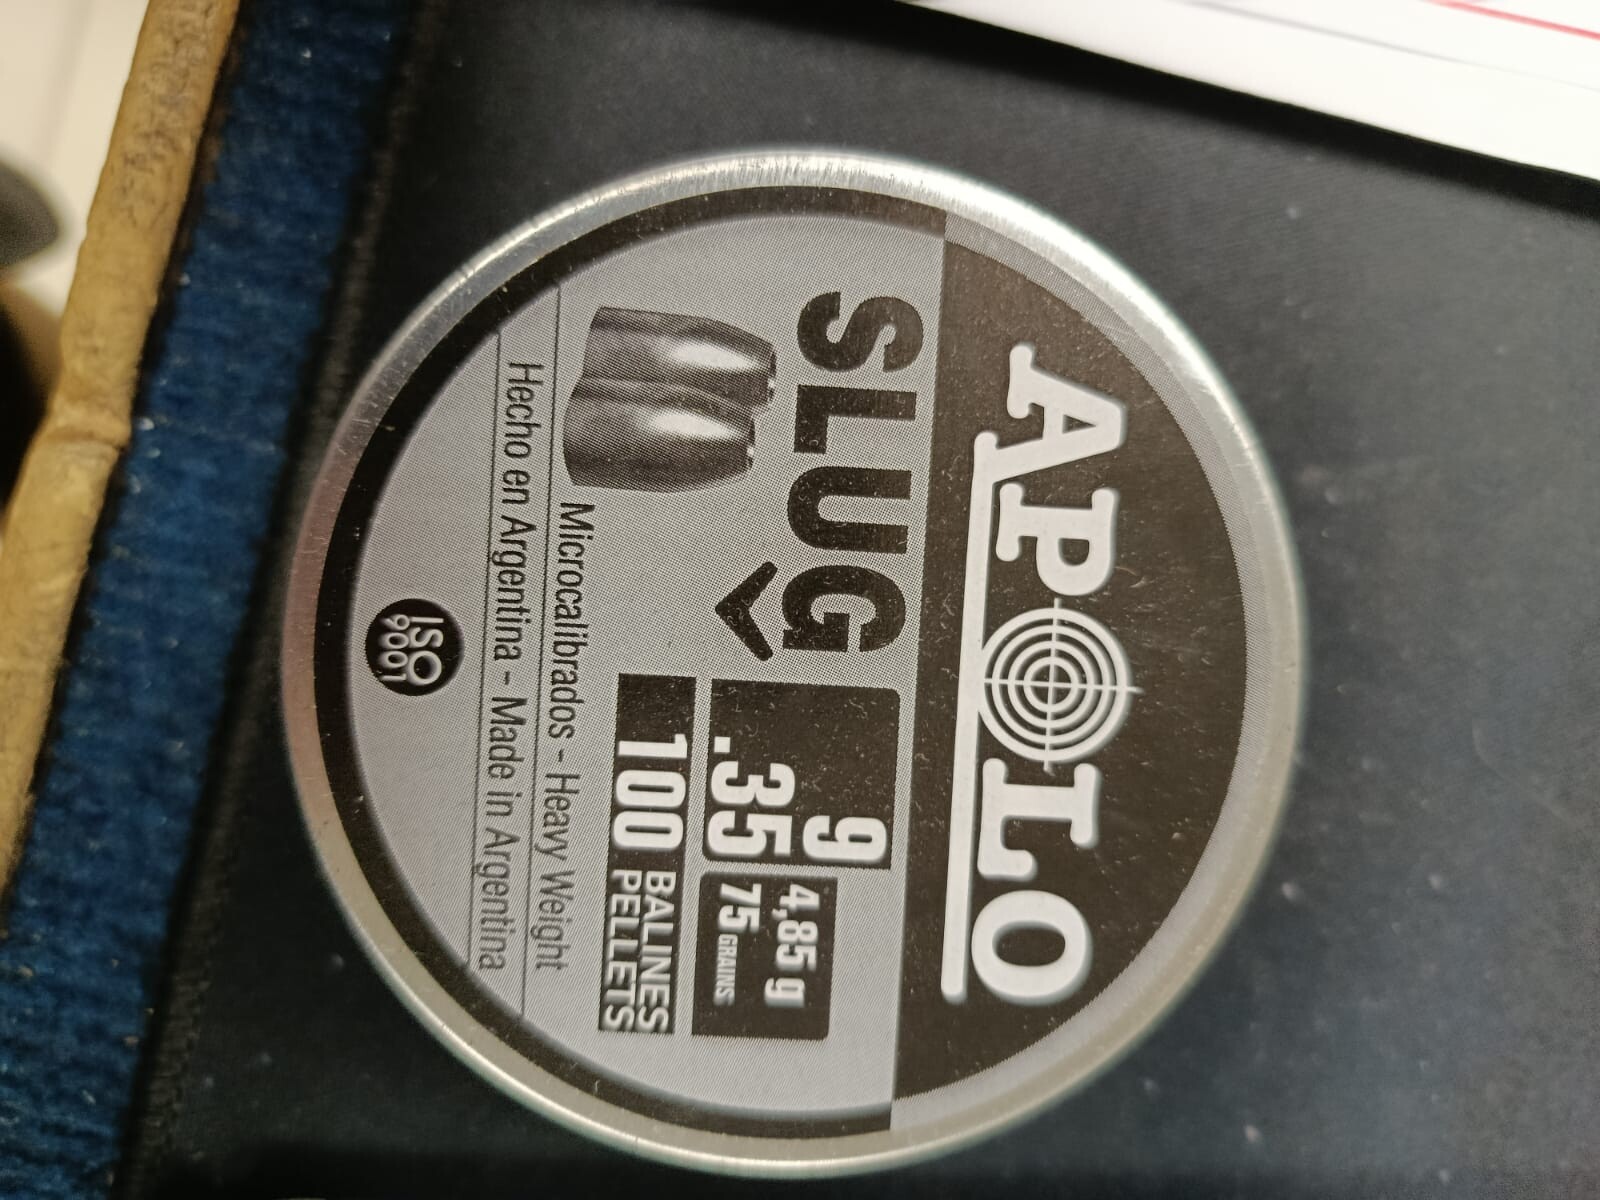 APOLO
SLUG
9
.35
4,85 g
75 GRAINS
100 BALINES
PELLETS
Microcalibrados - Heavy Weight
Hecho en Argentina - Made in Argentina
ISO
9001